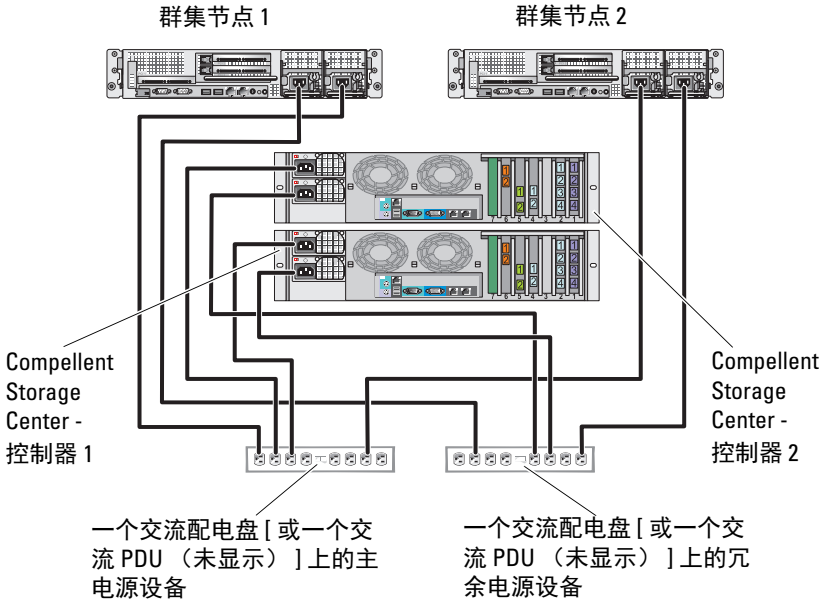 群集节点 1
群集节点 2
Compellent
Storage
Center -
控制器 1
Compellent
Storage
Center -
控制器 2
一个交流配电盘 [ 或一个交
流 PDU （未显示） ] 上的主
电源设备
一个交流配电盘 [ 或一个交
流 PDU （未显示） ] 上的冗
余电源设备